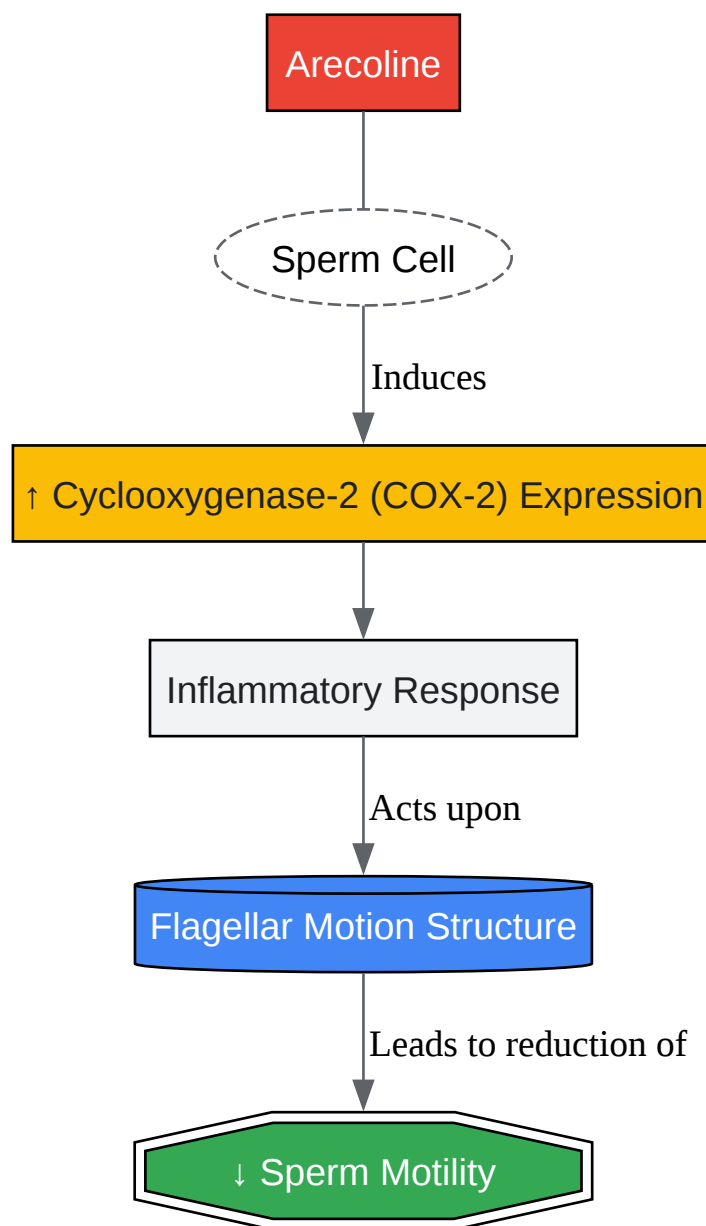 Arecoline
Sperm Cell
Induces
↑ Cyclooxygenase-2 (COX-2) Expression
Inflammatory Response
Acts upon
Flagellar Motion Structure
Leads to reduction of
↓ Sperm Motility